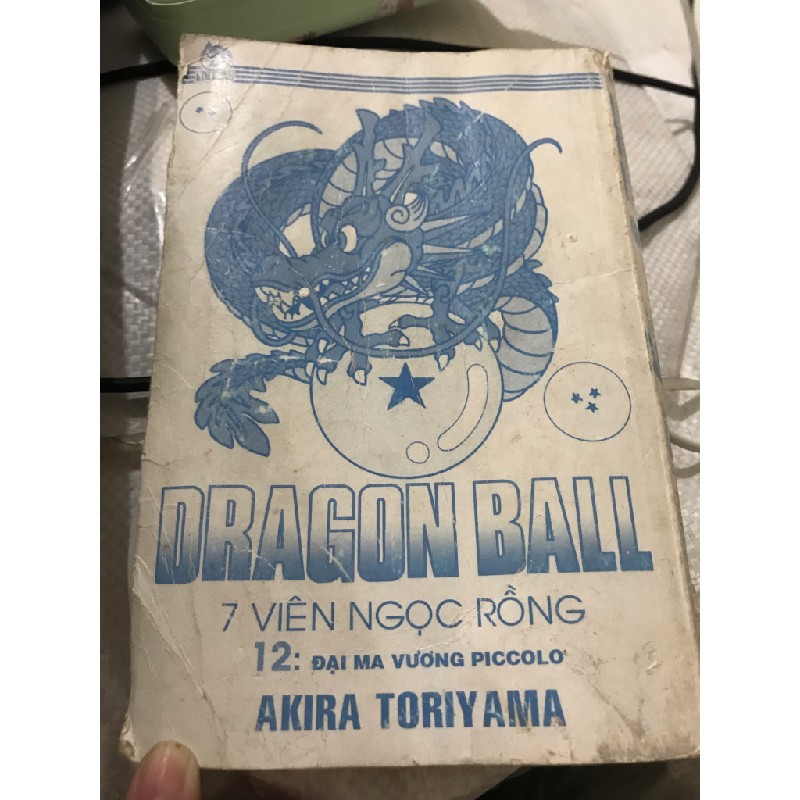 DRAGON BALL
7 VIÊN NGỌC RỒNG
12: ĐẠI MA VƯƠNG PICCOLO
AKIRA TORIYAMA